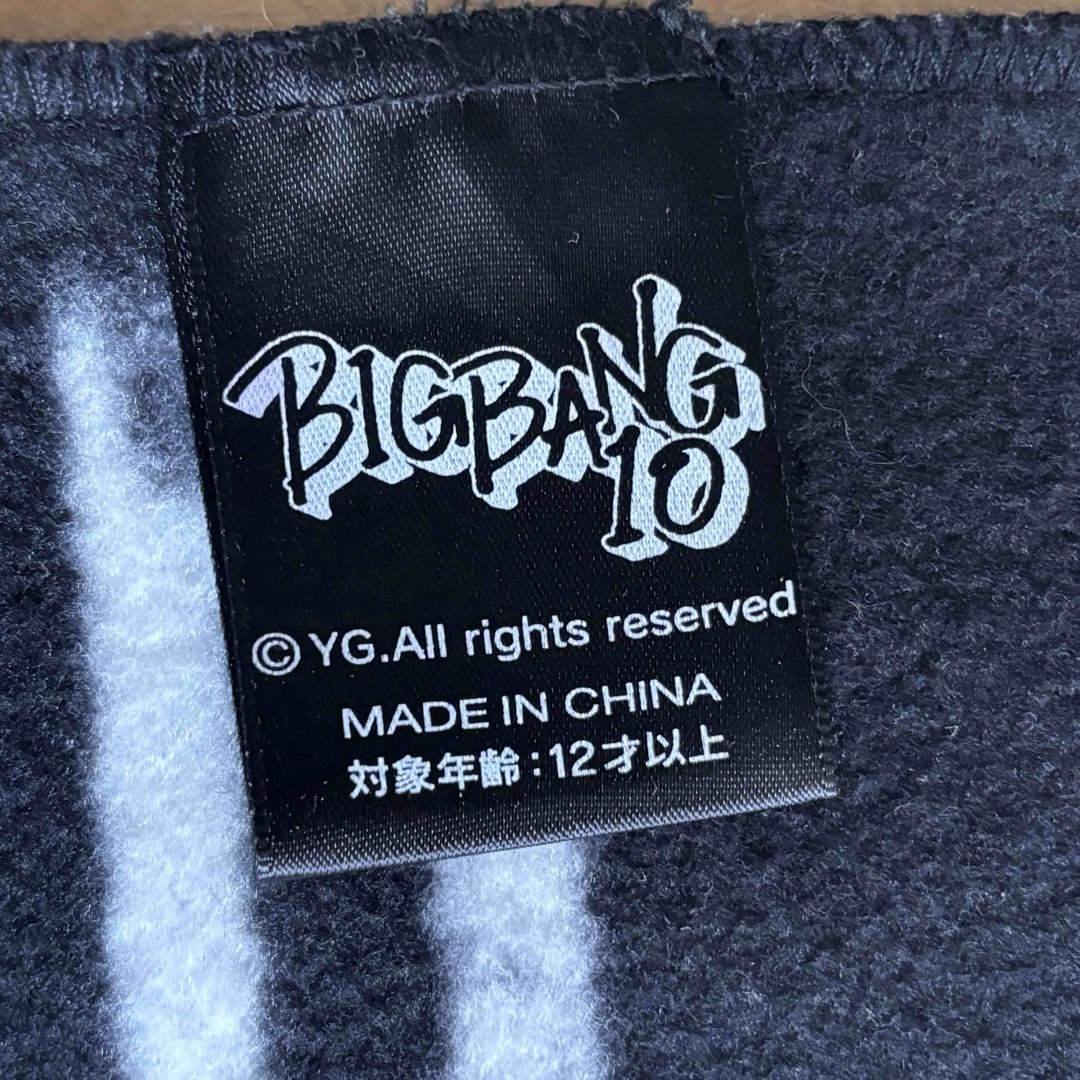 BIGBANG
10
© YG.All rights reserved
MADE IN CHINA
対象年齢:12才以上